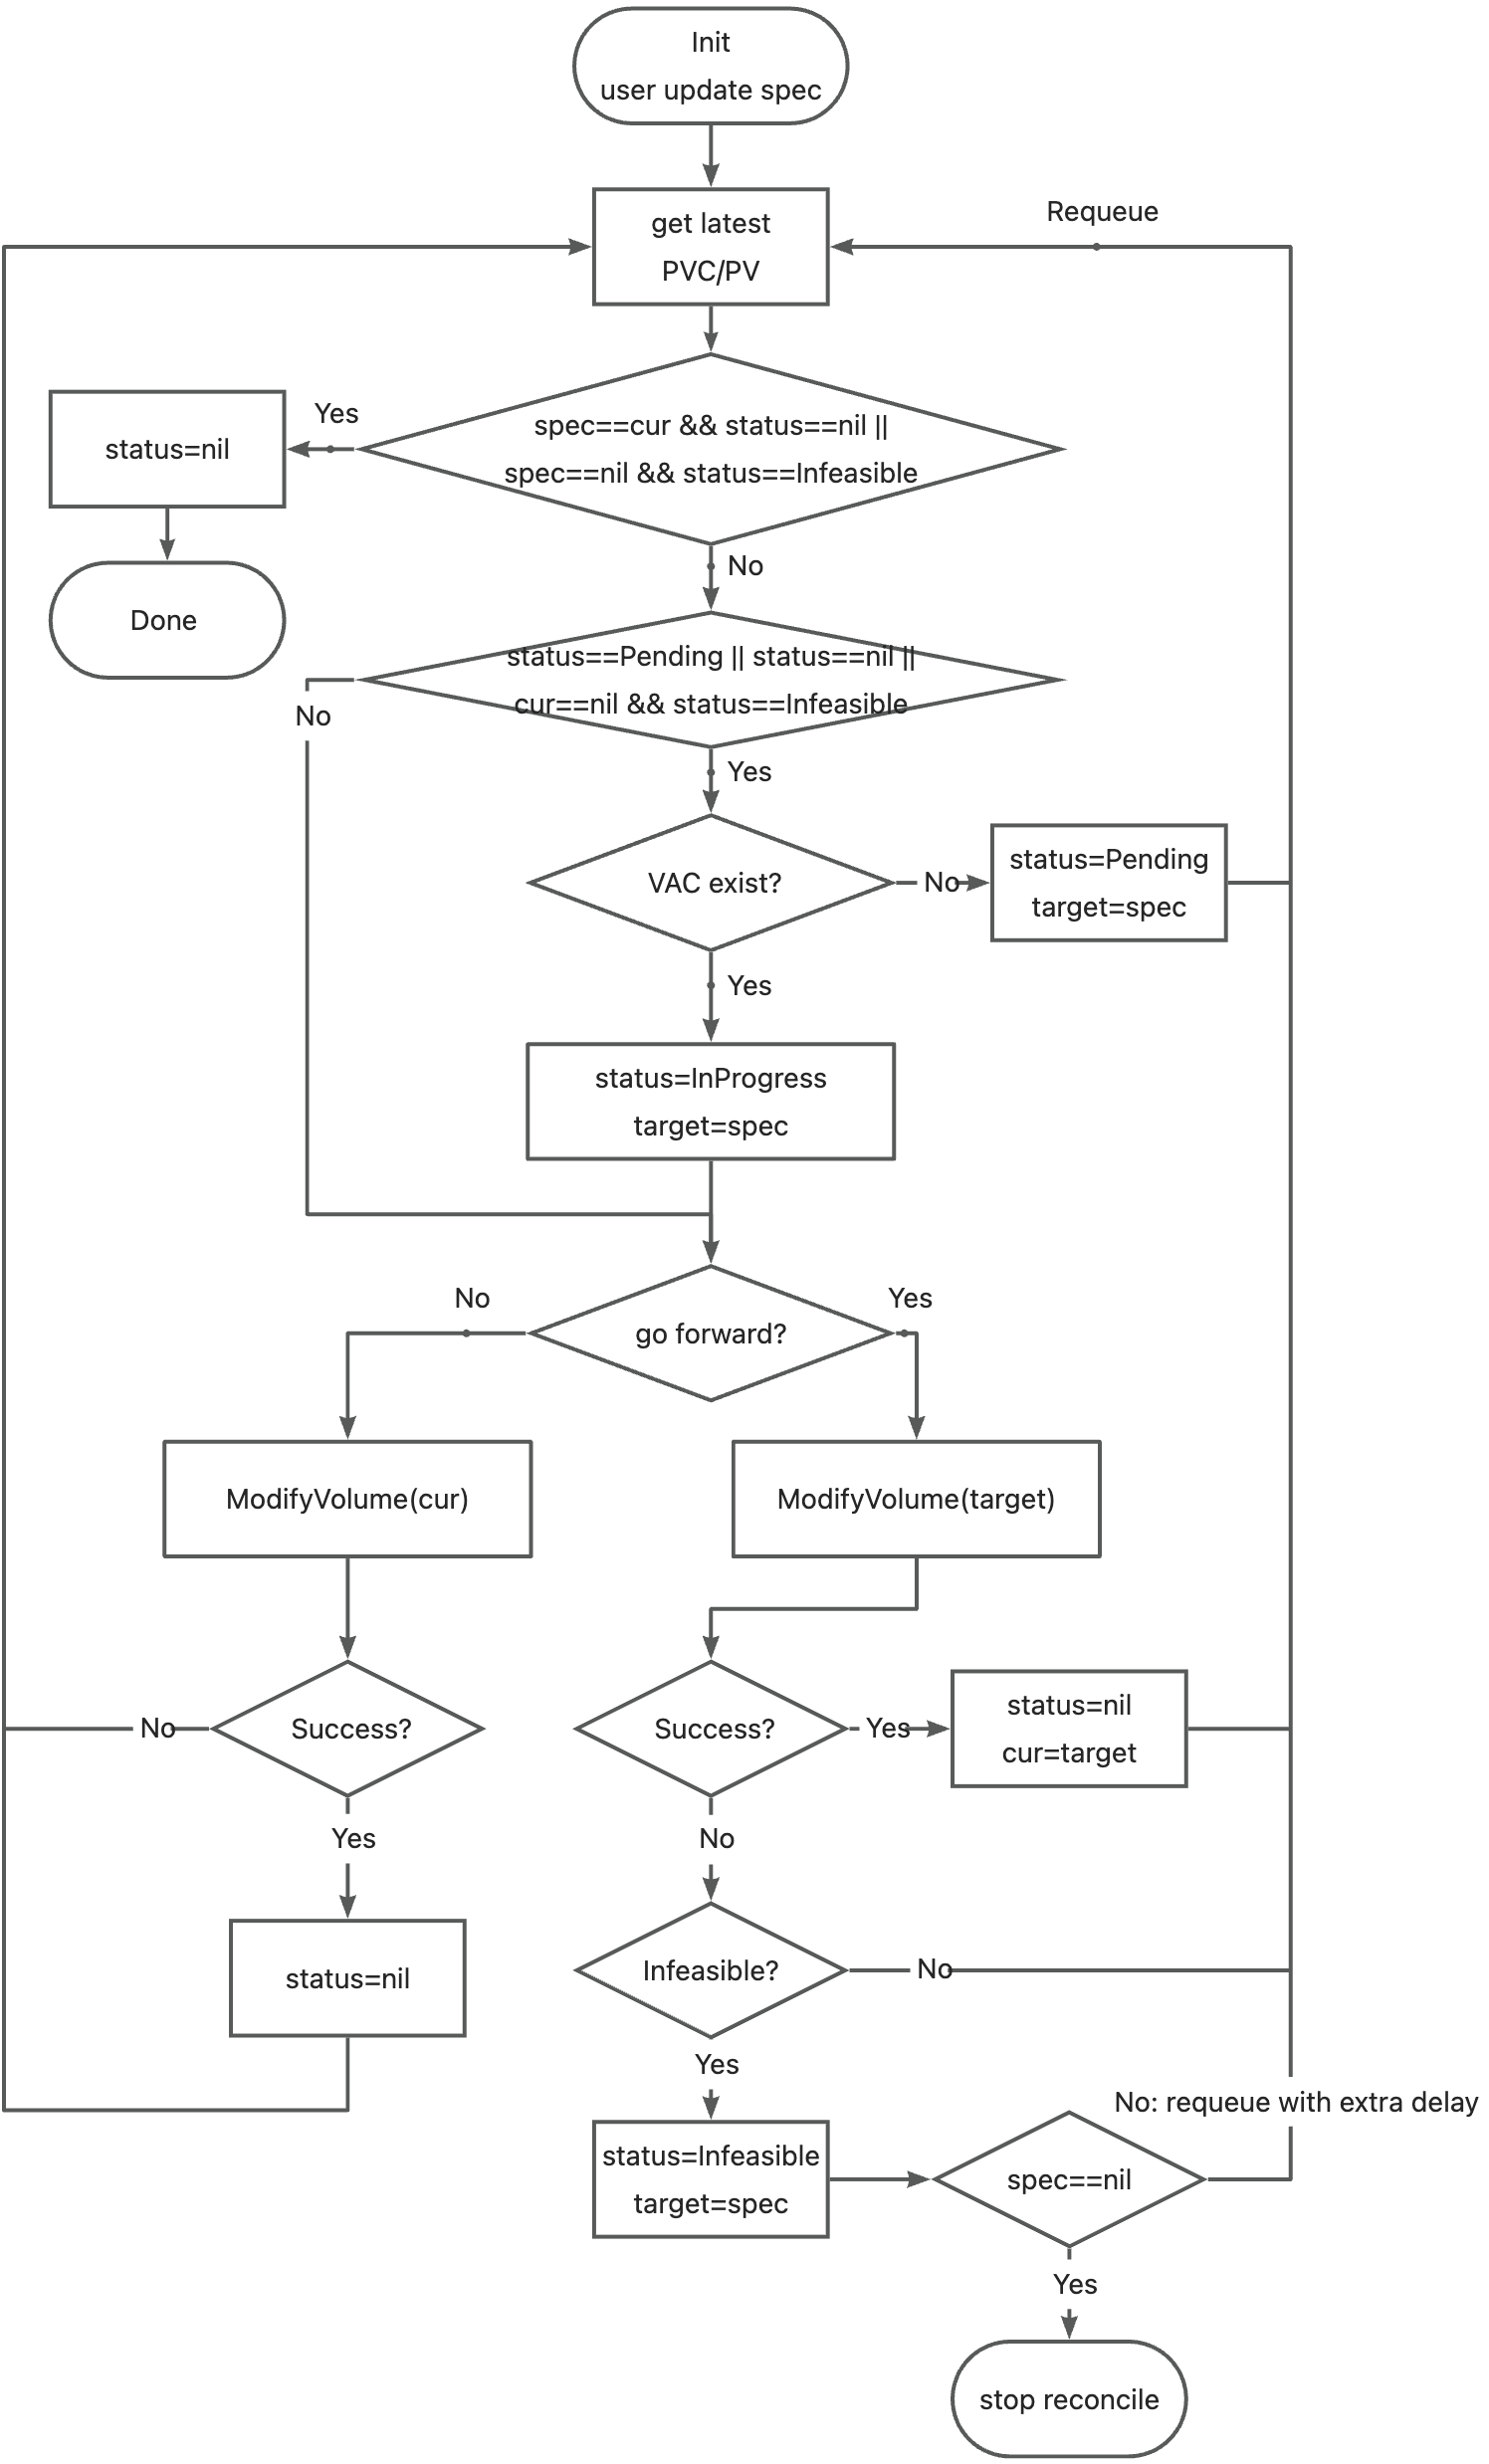 Init
user update spec
get latest
PVC/PV
Requeue
spec==cur && status==nil ||
spec==nil && status==Infeasible
Yes
status=nil
Done
No
status==Pending || status==nil ||
cur==nil && status==Infeasible
No
Yes
VAC exist?
No
status=Pending
target=spec
Yes
status=InProgress
target=spec
go forward?
No
Yes
ModifyVolume(cur)
ModifyVolume(target)
Success?
No
Success?
Yes
status=nil
cur=target
Yes
No
status=nil
Infeasible?
No
Yes
No: requeue with extra delay
status=Infeasible
target=spec
spec==nil
Yes
stop reconcile